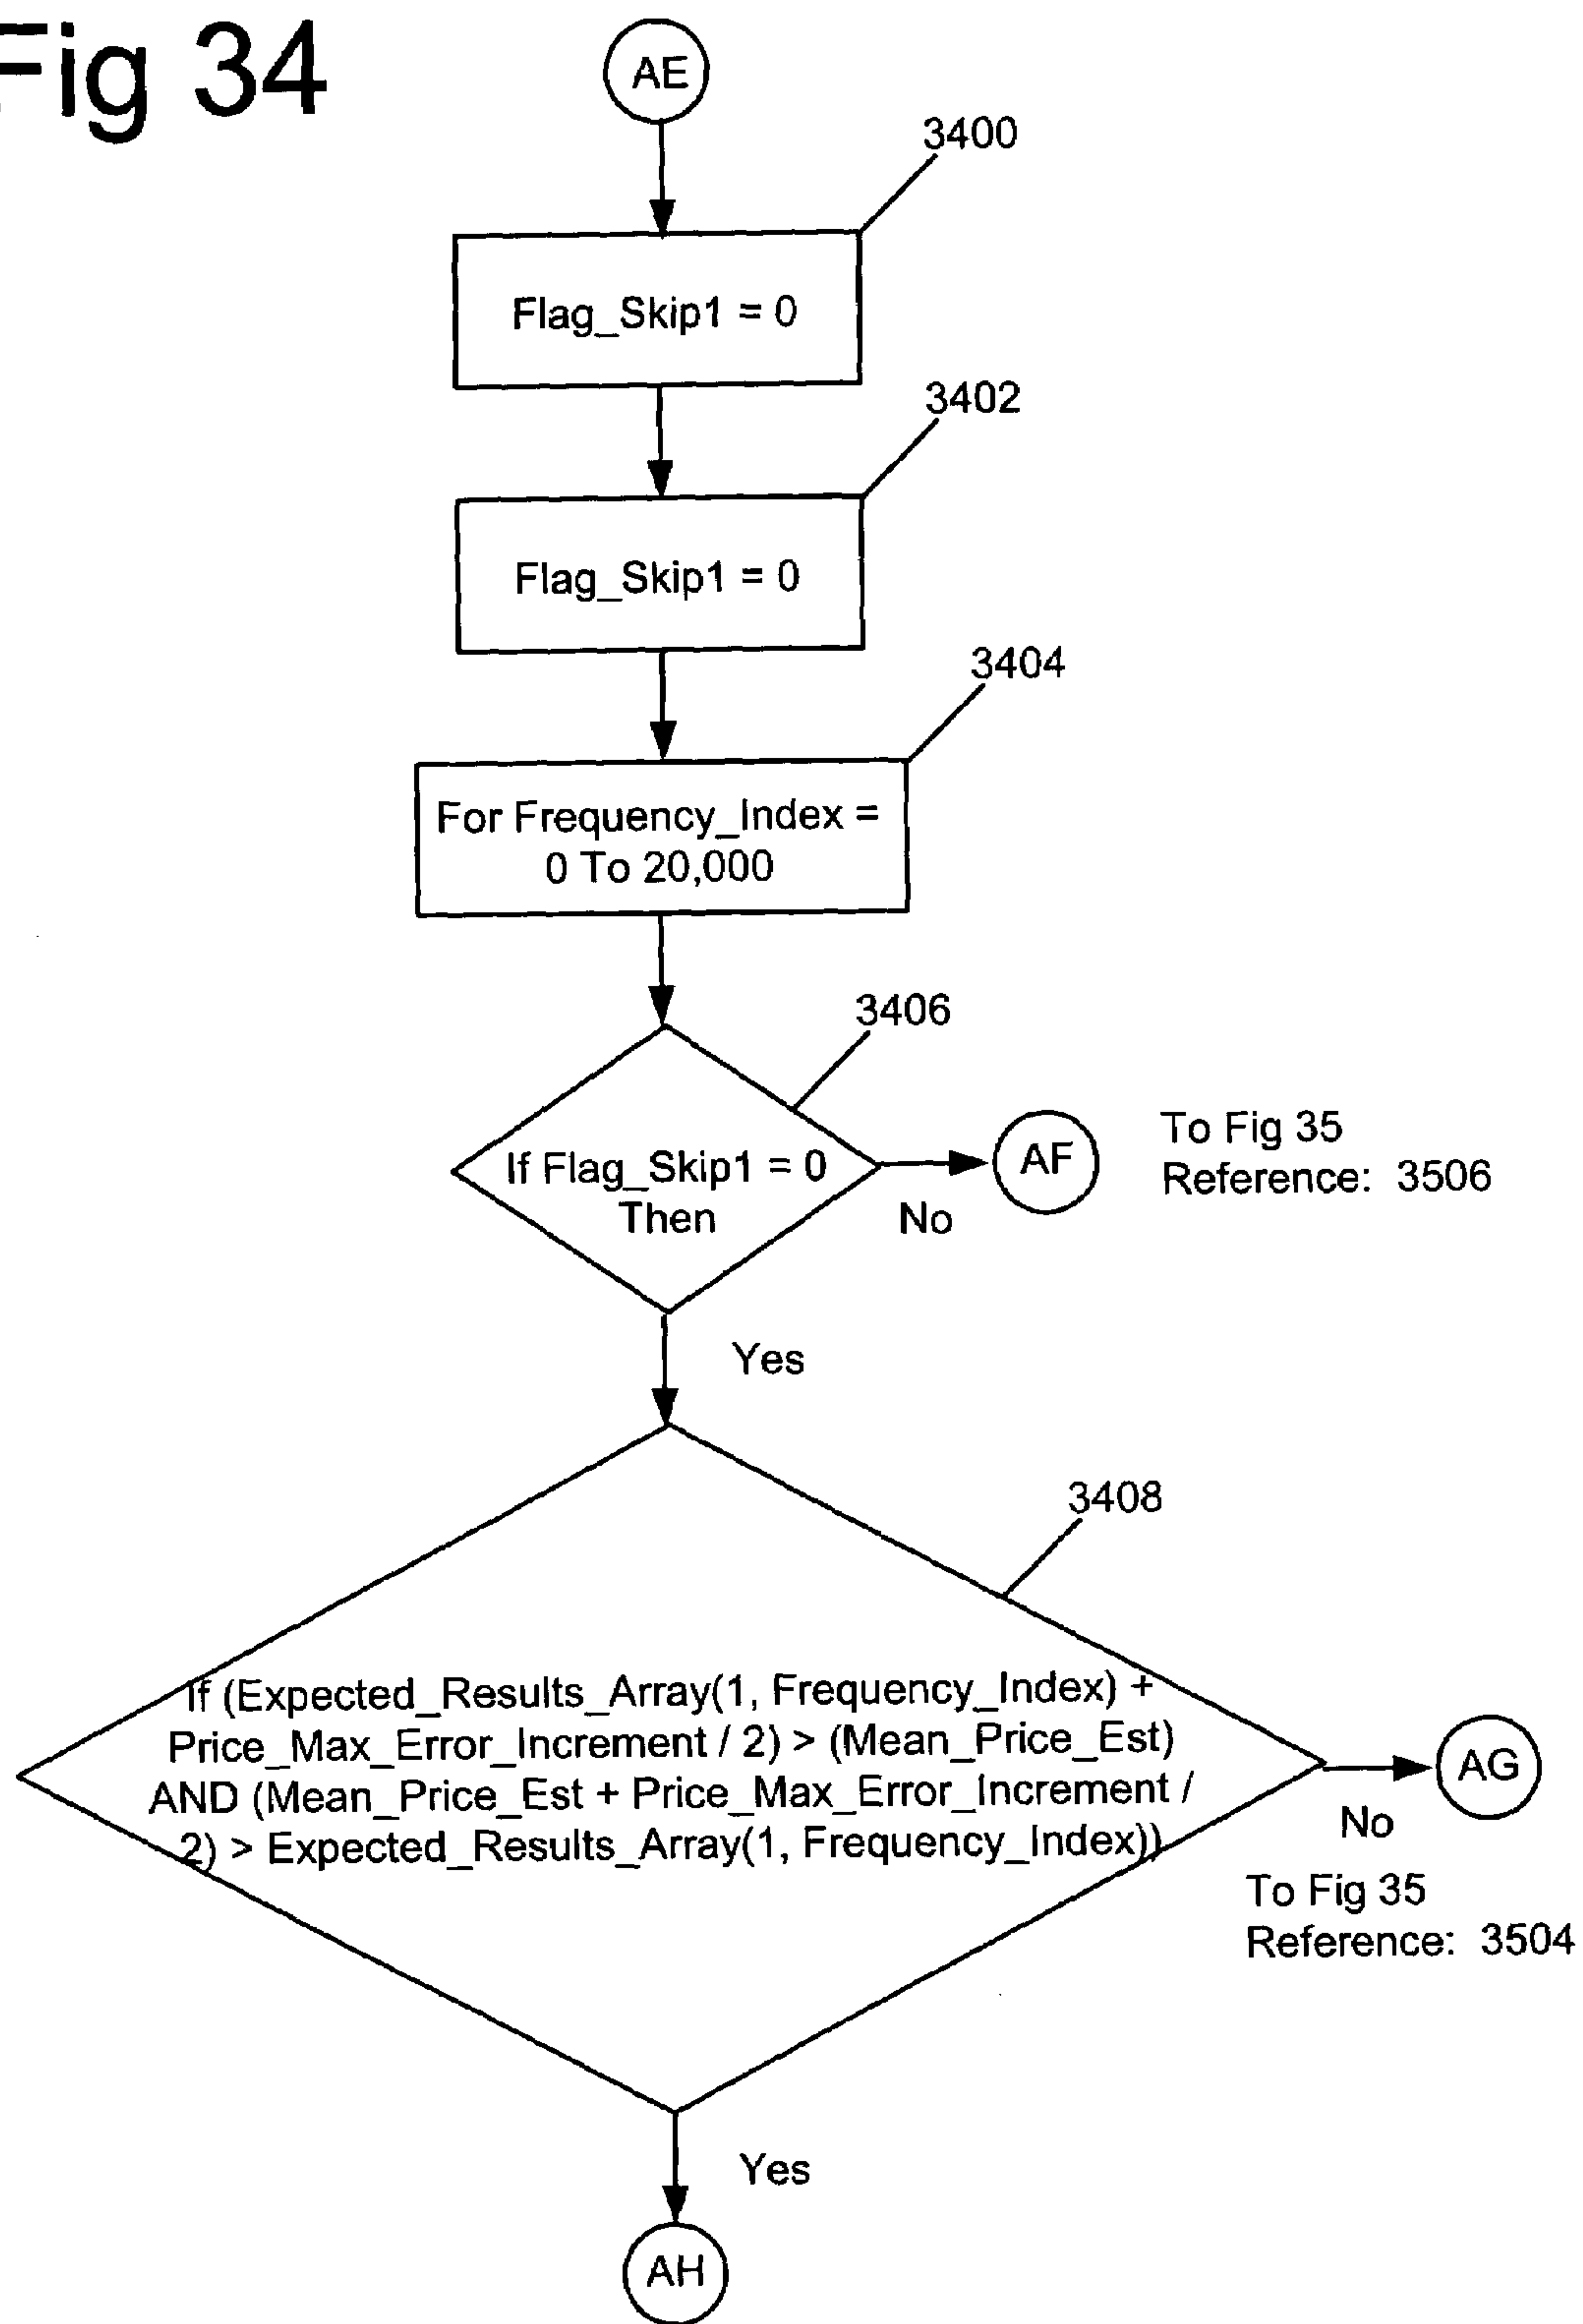 Fig 34
AE
3400
Flag_Skip1 = 0
3402
Flag_Skip1 = 0
3404
For Frequency_Index =
0 To 20,000
3406
If Flag_Skip1 = 0
Then
No
AF
To Fig 35
Reference: 3506
Yes
3408
If (Expected_Results_Array(1, Frequency_Index) +
Price_Max_Error_Increment / 2) > (Mean_Price_Est)
AND (Mean_Price_Est + Price_Max_Error_Increment /
2) > Expected_Results_Array(1, Frequency_Index))
AG
No
To Fig 35
Reference: 3504
Yes
AH